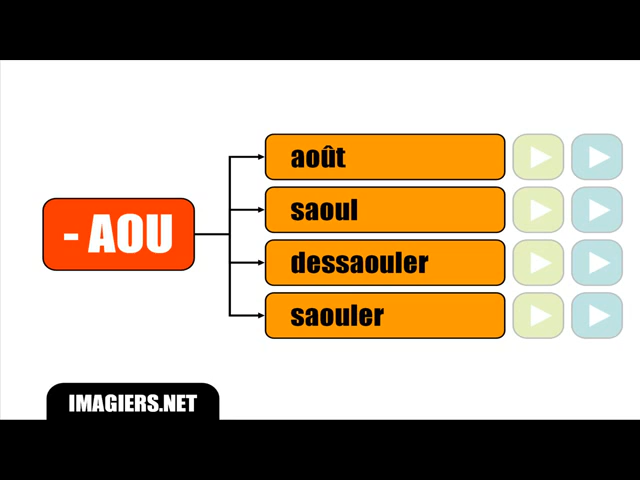 - AOU
août
saoul
dessaouler
saouler
IMAGIERS.NET